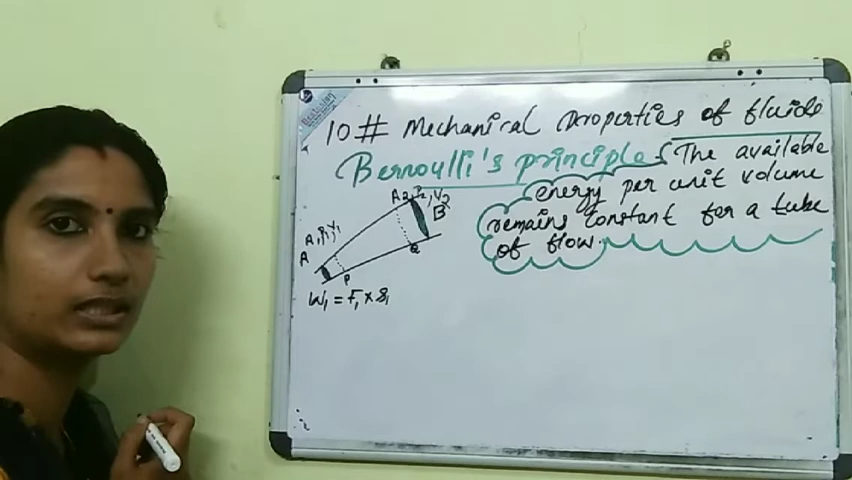 10# Mechanical Properties of fluids
Bernoulli's principle { The available
energy per unit volume
remains constant for a tube
of flow.
A2, P2, V2
B
A1, P1, V1
A
Q
P
W1 = F1 × S1